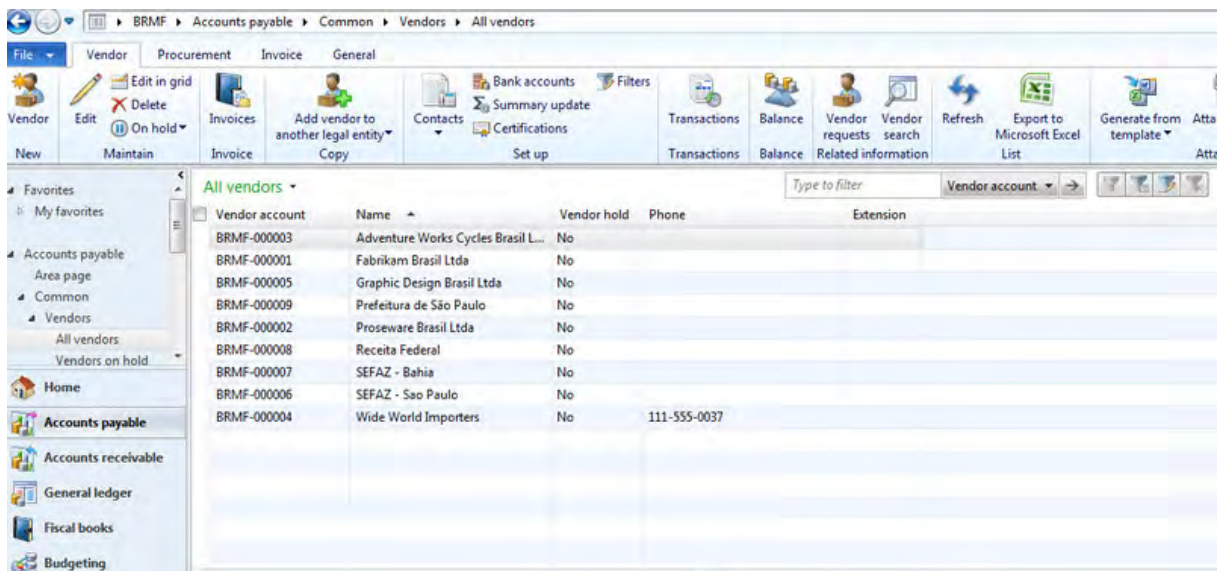 BRMF ▸ Accounts payable ▸ Common ▸ Vendors ▸ All vendors
File Vendor Procurement Invoice General
Vendor
New
Edit
Edit in grid
Delete
On hold
Maintain
Invoices
Invoice
Add vendor to
another legal entity
Copy
Contacts
Bank accounts
Summary update
Certifications
Filters
Set up
Transactions
Transactions
Balance
Balance
Vendor
requests
Vendor
search
Related information
Refresh
Export to
Microsoft Excel
List
Generate from
template
Atta
Atta
Favorites
My favorites
Accounts payable
Area page
Common
Vendors
All vendors
Vendors on hold
Home
Accounts payable
Accounts receivable
General ledger
Fiscal books
Budgeting
All vendors
Type to filter
Vendor account
Vendor account Name Vendor hold Phone Extension
BRMF-000003 Adventure Works Cycles Brasil L... No
BRMF-000001 Fabrikam Brasil Ltda No
BRMF-000005 Graphic Design Brasil Ltda No
BRMF-000009 Prefeitura de São Paulo No
BRMF-000002 Proseware Brasil Ltda No
BRMF-000008 Receita Federal No
BRMF-000007 SEFAZ - Bahia No
BRMF-000006 SEFAZ - Sao Paulo No
BRMF-000004 Wide World Importers No 111-555-0037